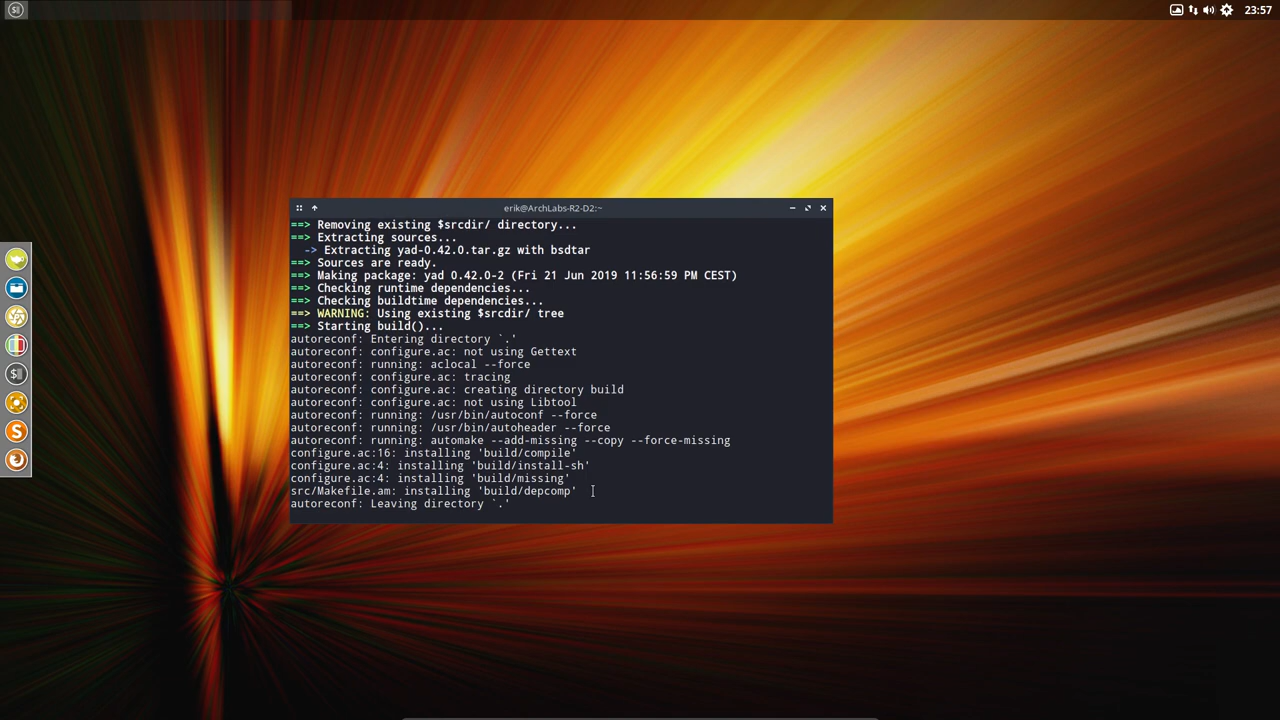 23:57
erik@ArchLabs-R2-D2:~
==> Removing existing $srcdir/ directory...
==> Extracting sources...
-> Extracting yad-0.42.0.tar.gz with bsdtar
==> Sources are ready.
==> Making package: yad 0.42.0-2 (Fri 21 Jun 2019 11:56:59 PM CEST)
==> Checking runtime dependencies...
==> Checking buildtime dependencies...
==> WARNING: Using existing $srcdir/ tree
==> Starting build()...
autoreconf: Entering directory `.'
autoreconf: configure.ac: not using Gettext
autoreconf: running: aclocal --force
autoreconf: configure.ac: tracing
autoreconf: configure.ac: creating directory build
autoreconf: configure.ac: not using Libtool
autoreconf: running: /usr/bin/autoconf --force
autoreconf: running: /usr/bin/autoheader --force
autoreconf: running: automake --add-missing --copy --force-missing
configure.ac:16: installing 'build/compile'
configure.ac:4: installing 'build/install-sh'
configure.ac:4: installing 'build/missing'
src/Makefile.am: installing 'build/depcomp'
autoreconf: Leaving directory `.'